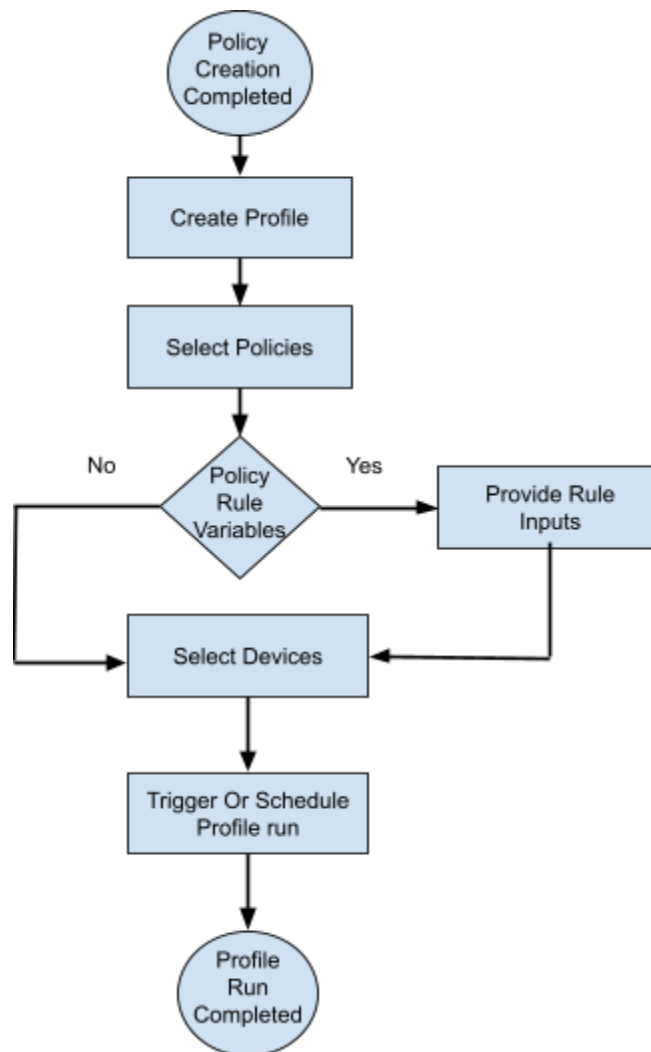 Policy
Creation
Completed
Create Profile
Select Policies
No
Policy
Rule
Variables
Yes
Provide Rule
Inputs
Select Devices
Trigger Or Schedule
Profile run
Profile
Run
Completed